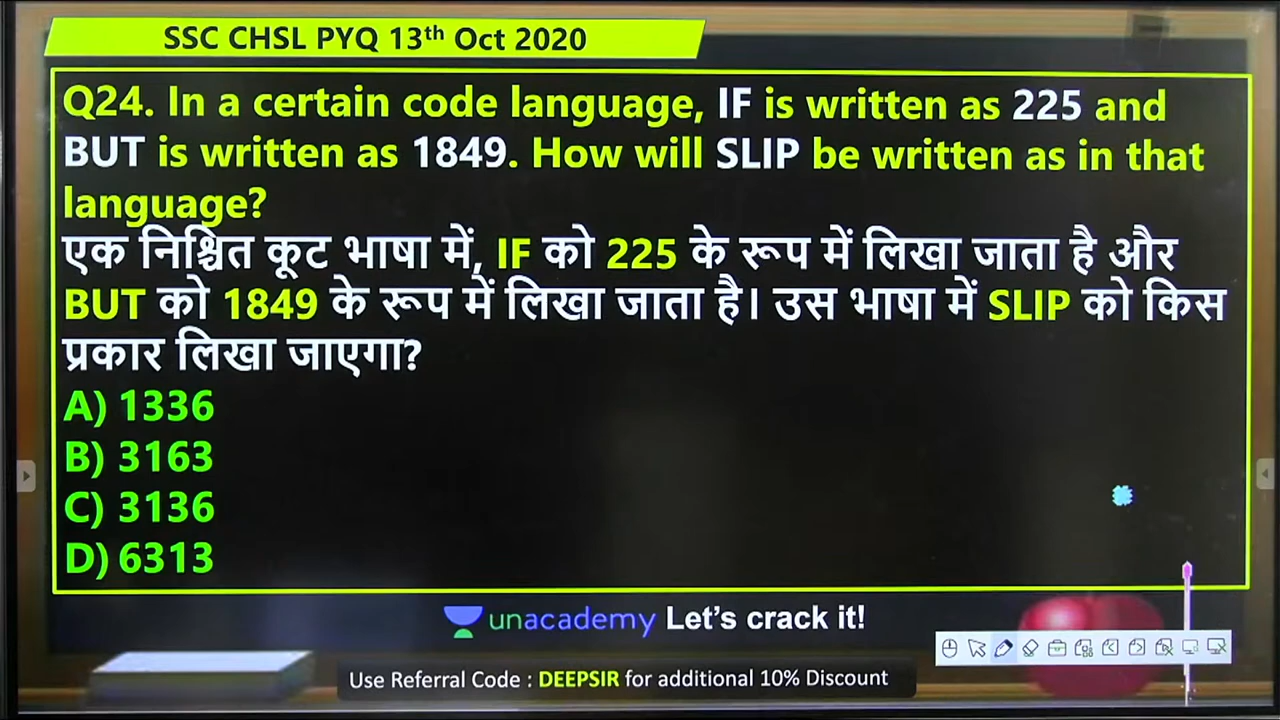 SSC CHSL PYQ 13th Oct 2020
Q24. In a certain code language, IF is written as 225 and
BUT is written as 1849. How will SLIP be written as in that
language?
एक निश्चित कूट भाषा में, IF को 225 के रूप में लिखा जाता है और
BUT को 1849 के रूप में लिखा जाता है। उस भाषा में SLIP को किस
प्रकार लिखा जाएगा?
A) 1336
B) 3163
C) 3136
D) 6313
unacademy Let's crack it!
Use Referral Code : DEEPSIR for additional 10% Discount